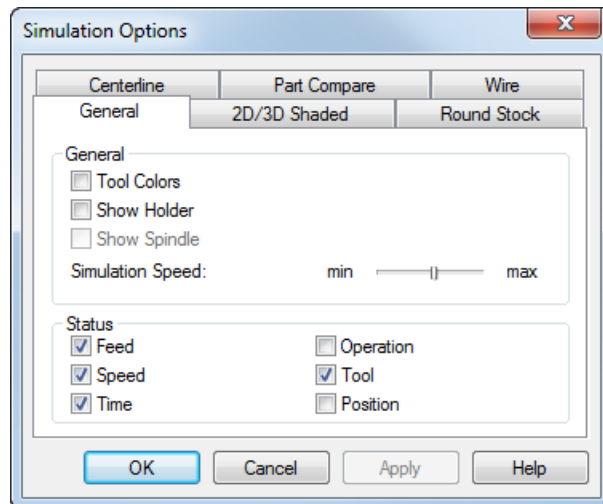 Simulation Options
Centerline Part Compare Wire
General 2D/3D Shaded Round Stock
General
Tool Colors
Show Holder
Show Spindle
Simulation Speed: min max
Status
Feed Operation
Speed Tool
Time Position
OK Cancel Apply Help